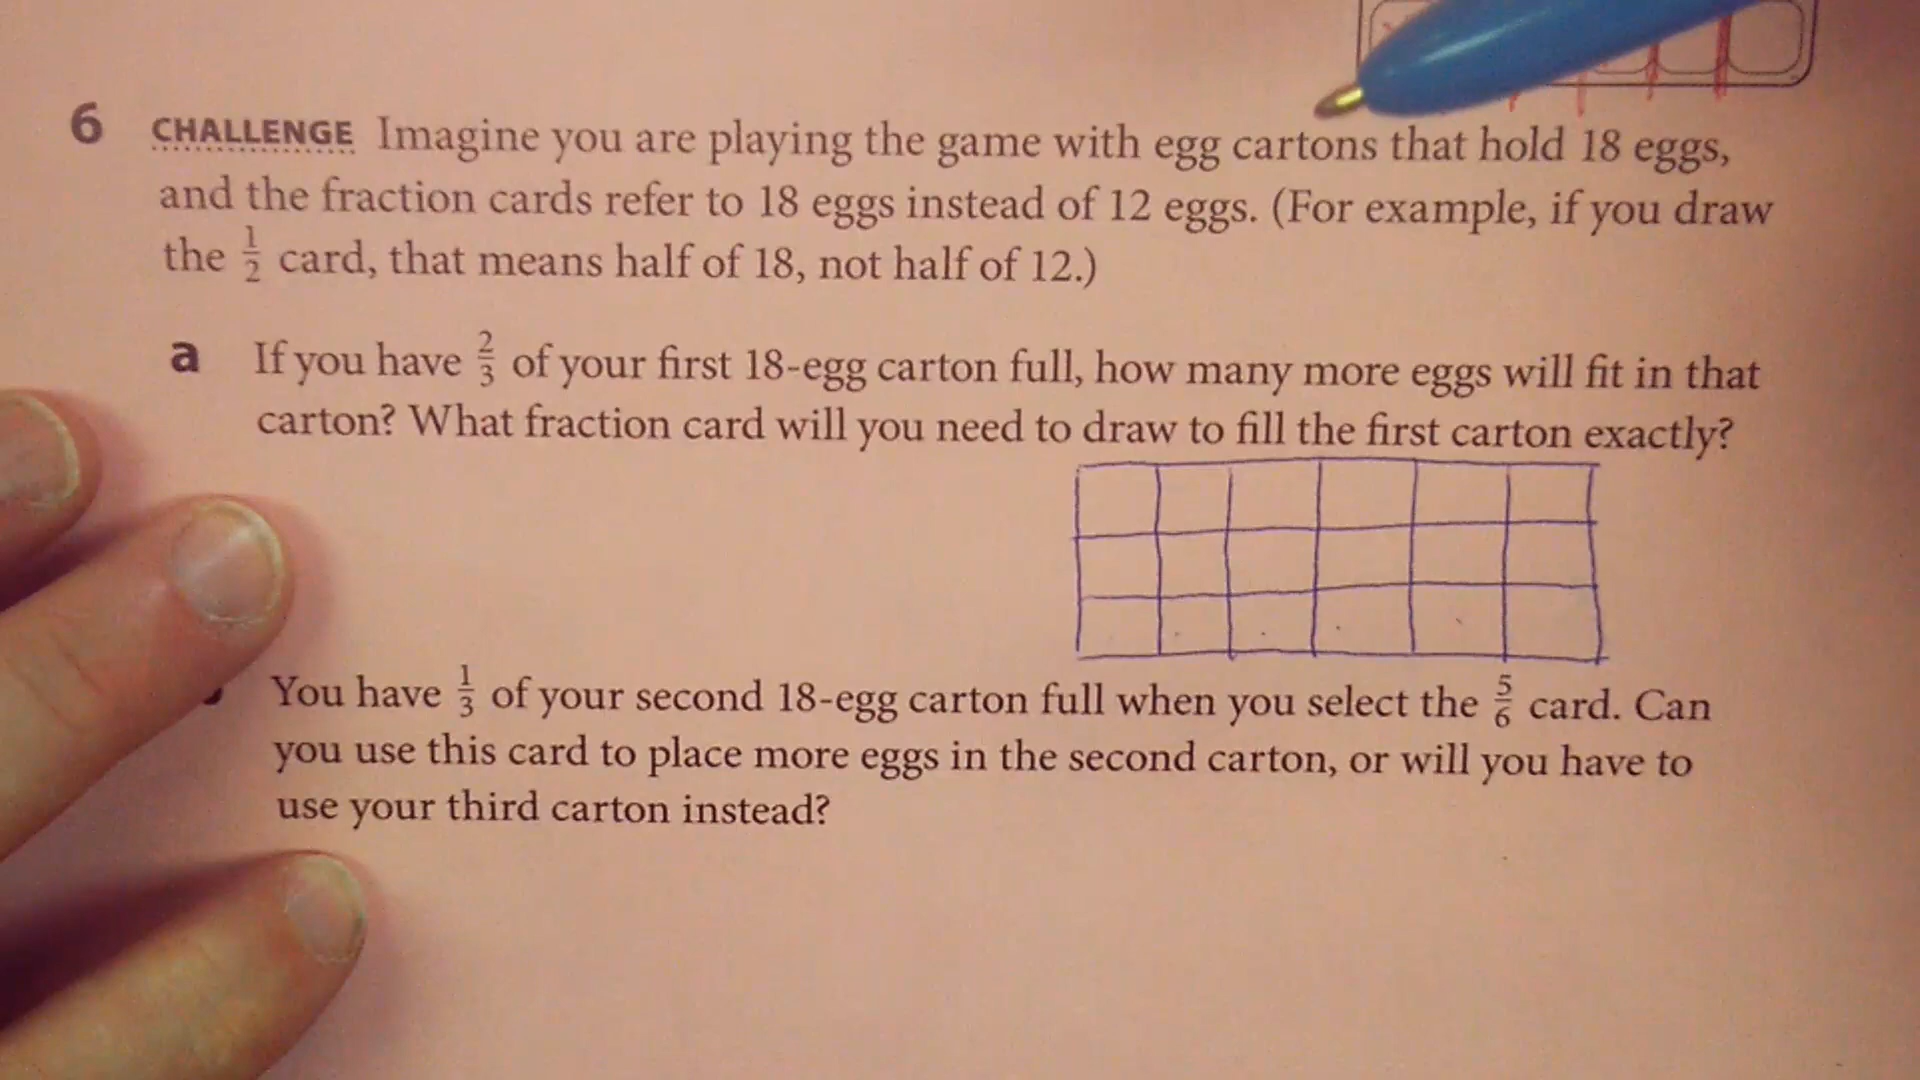 6 CHALLENGE Imagine you are playing the game with egg cartons that hold 18 eggs,
and the fraction cards refer to 18 eggs instead of 12 eggs. (For example, if you draw
the 1/2 card, that means half of 18, not half of 12.)
a If you have 2/3 of your first 18-egg carton full, how many more eggs will fit in that
carton? What fraction card will you need to draw to fill the first carton exactly?
You have 1/3 of your second 18-egg carton full when you select the 5/6 card. Can
you use this card to place more eggs in the second carton, or will you have to
use your third carton instead?